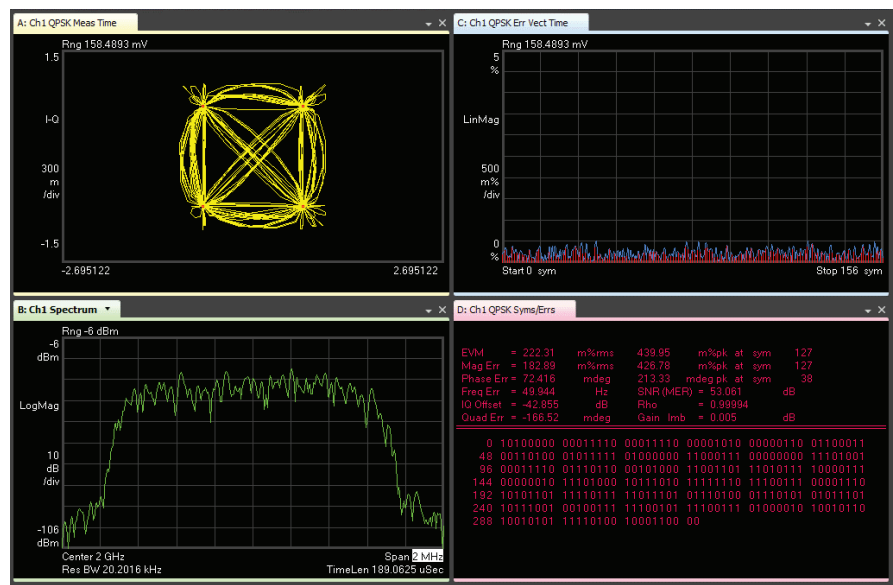 A: Ch1 QPSK Meas Time
Rng 158.4893 mV
1.5
I-Q
300
m
/div
-1.5
-2.695122 2.695122
C: Ch1 QPSK Err Vect Time
Rng 158.4893 mV
5
%
LinMag
500
m%
/div
0
%
Start 0 sym Stop 156 sym
B: Ch1 Spectrum
Rng -6 dBm
-6
dBm
LogMag
10
dB
/div
-106
dBm
Center 2 GHz Span 2 MHz
Res BW 20.2016 kHz TimeLen 189.0625 uSec
D: Ch1 QPSK Syms/Errs
EVM = 222.31 m%rms 439.95 m%pk at sym 127
Mag Err = 182.89 m%rms 426.78 m%pk at sym 127
Phase Err = 72.416 mdeg 213.33 mdeg pk at sym 38
Freq Err = 49.944 Hz SNR(MER) = 53.061 dB
IQ Offset = -42.855 dB Rho = 0.99994
Quad Err = -166.52 mdeg Gain Imb = 0.005 dB
0 10100000 00011110 00011110 00001010 00000110 01100011
48 00110100 01011111 01000000 11000111 00000000 11101001
96 00011110 01110110 00101000 11001101 11010111 10000111
144 00000010 11101000 10111010 11111110 11100111 00001110
192 10101101 11110111 11011101 01110100 01110101 01011101
240 11101001 00100111 11100101 11100111 01000010 10010110
288 10010101 11110100 10001100 00